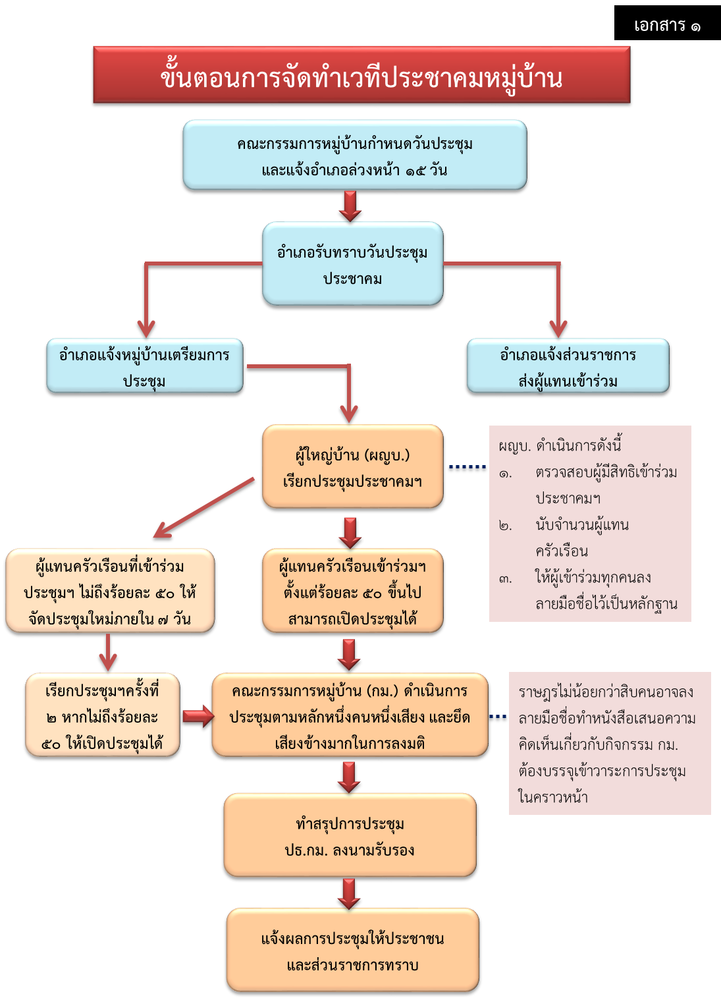 เอกสาร ๑
ขั้นตอนการจัดทำเวทีประชาคมหมู่บ้าน
คณะกรรมการหมู่บ้านกำหนดวันประชุม
และแจ้งอำเภอล่วงหน้า ๑๕ วัน
อำเภอรับทราบวันประชุม
ประชาคม
อำเภอแจ้งหมู่บ้านเตรียมการ
ประชุม
อำเภอแจ้งส่วนราชการ
ส่งผู้แทนเข้าร่วม
ผู้ใหญ่บ้าน (ผญบ.)
เรียกประชุมประชาคมฯ
ผญบ. ดำเนินการดังนี้
๑. ตรวจสอบผู้มีสิทธิเข้าร่วม
ประชาคมฯ
๒. นับจำนวนผู้แทน
ครัวเรือน
๓. ให้ผู้เข้าร่วมทุกคนลง
ลายมือชื่อไว้เป็นหลักฐาน
ผู้แทนครัวเรือนที่เข้าร่วม
ประชุมฯ ไม่ถึงร้อยละ ๕๐ ให้
จัดประชุมใหม่ภายใน ๗ วัน
ผู้แทนครัวเรือนเข้าร่วมฯ
ตั้งแต่ร้อยละ ๕๐ ขึ้นไป
สามารถเปิดประชุมได้
เรียกประชุมฯครั้งที่
๒ หากไม่ถึงร้อยละ
๕๐ ให้เปิดประชุมได้
คณะกรรมการหมู่บ้าน (กม.) ดำเนินการ
ประชุมตามหลักหนึ่งคนหนึ่งเสียง และยึด
เสียงข้างมากในการลงมติ
ราษฎรไม่น้อยกว่าสิบคนอาจลง
ลายมือชื่อทำหนังสือเสนอความ
คิดเห็นเกี่ยวกับกิจกรรม กม.
ต้องบรรจุเข้าวาระการประชุม
ในคราวหน้า
ทำสรุปการประชุม
ปธ.กม. ลงนามรับรอง
แจ้งผลการประชุมให้ประชาชน
และส่วนราชการทราบ